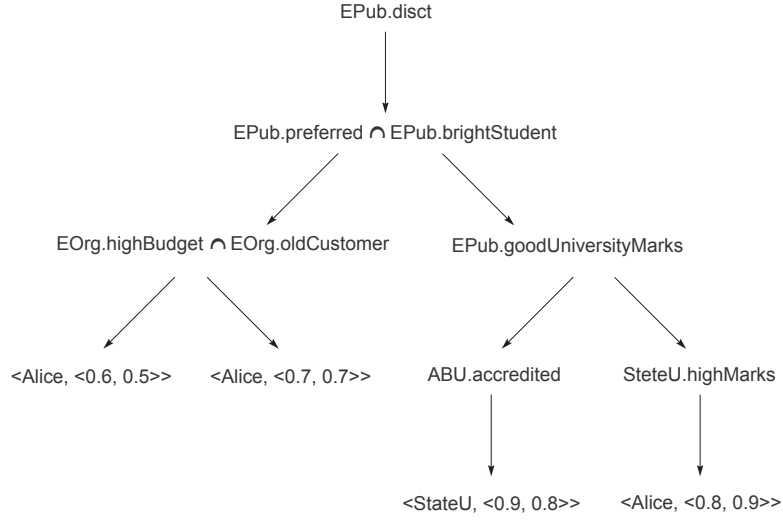 EPub.disct
EPub.preferred ∩ EPub.brightStudent
EOrg.highBudget ∩ EOrg.oldCustomer
EPub.goodUniversityMarks
<Alice, <0.6, 0.5>>
<Alice, <0.7, 0.7>>
ABU.accredited
SteteU.highMarks
<StateU, <0.9, 0.8>>
<Alice, <0.8, 0.9>>